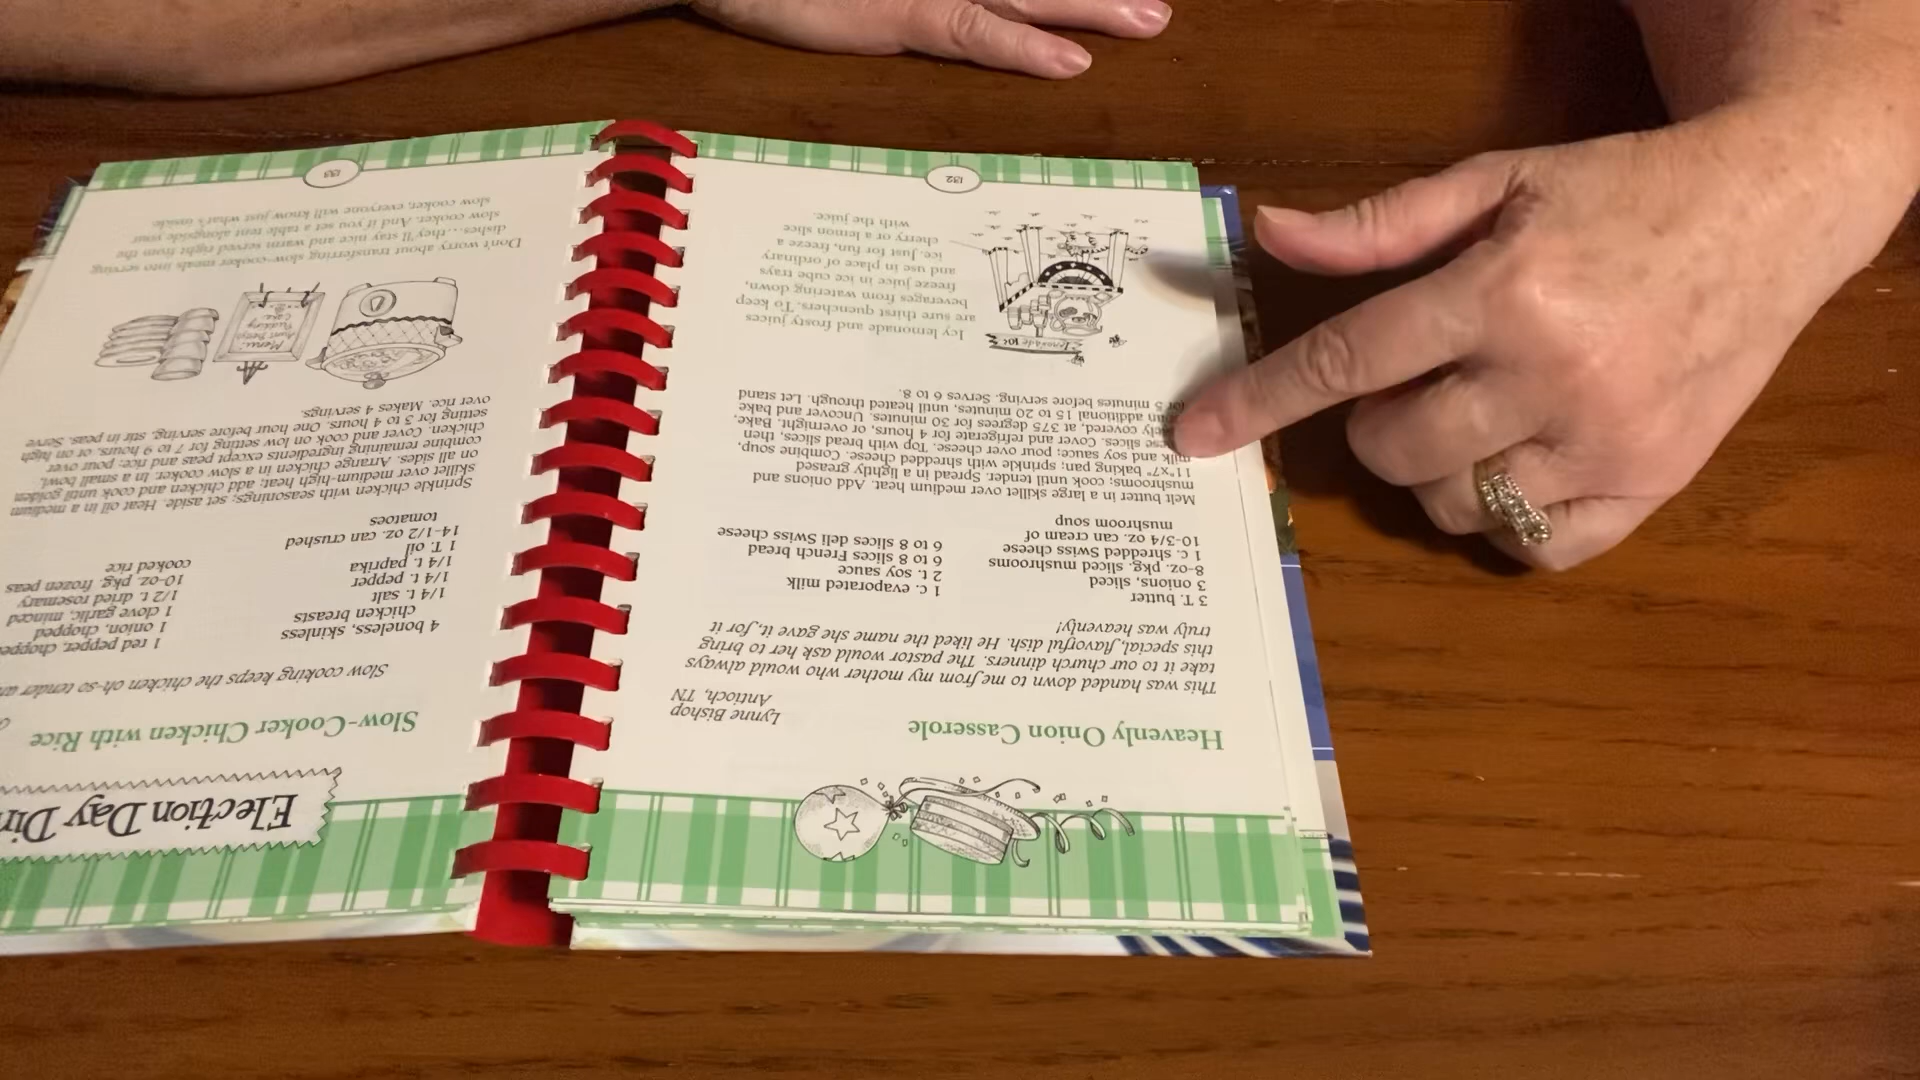 Heavenly Onion Casserole
Lynne Bishop
Antioch, TN
This was handed down to me from my mother who would always
take it to our church dinners. The pastor would ask her to bring
this special, flavorful dish. He liked the name she gave it, for it
truly was heavenly!
3 T. butter
3 onions, sliced
8-oz. pkg. sliced mushrooms
1 c. shredded Swiss cheese
10-3/4 oz. can cream of
mushroom soup
1 c. evaporated milk
2 t. soy sauce
6 to 8 slices French bread
6 to 8 slices Swiss deli cheese
Melt butter in a large skillet over medium heat. Add onions and
mushrooms; cook until tender. Spread in a lightly greased
11"x7" baking pan; sprinkle with shredded cheese. Combine soup,
milk and soy sauce; pour over cheese. Top with bread slices, then
slices. Cover and refrigerate for 4 hours, or overnight. Bake,
covered, at 375 degrees for 30 minutes. Uncover and bake
an additional 15 to 20 minutes, until heated through. Let stand
for 5 minutes before serving. Serves 6 to 8.
Lemonade 10¢
Icy lemonade and frosty juices
are sure thirst quenchers. To keep
beverages from watering down,
freeze juice in ice cube trays
and use in place of ordinary
ice. Just for fun, freeze a
cherry or a lemon slice
with the juice.
132
Election Day
Slow-Cooker Chicken with Rice
Slow cooking keeps the chicken oh-so tender
4 boneless, skinless
chicken breasts
1/4 t. salt
1/4 t. pepper
1/4 t. paprika
1 T. oil
14-1/2 oz. can crushed
tomatoes
1 red pepper, chopped
1 onion, chopped
1 clove garlic, minced
1/2 t. dried rosemary
10-oz. pkg. frozen peas
cooked rice
Sprinkle chicken with seasonings; set aside. Heat oil in a medium
skillet over medium-high heat; add chicken and cook until golden
on all sides. Arrange chicken in a slow cooker. In a small bowl,
combine remaining ingredients except peas and rice; pour over
chicken. Cover and cook on low setting for 7 to 9 hours, or on high
setting for 3 to 4 hours. One hour before serving, stir in peas. Serve
over rice. Makes 4 servings.
Menu:
Pudding
Cake
Don't worry about transferring slow-cooker meals into serving
dishes...they'll stay nice and warm served right from the
slow cooker. And if you set a table tent alongside your
slow cooker, everyone will know just what's inside.
133